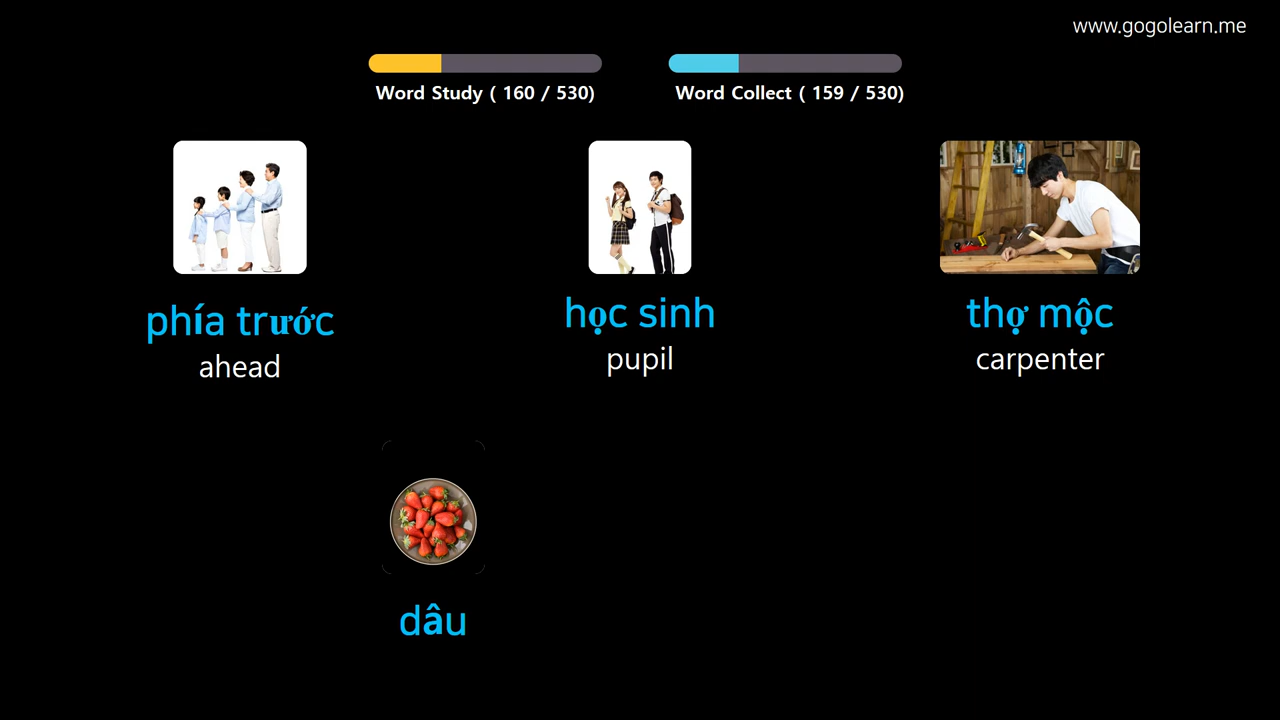 www.gogolearn.me
Word Study ( 160 / 530)
Word Collect ( 159 / 530)
phía trước
học sinh
thợ mộc
ahead
pupil
carpenter
dâu